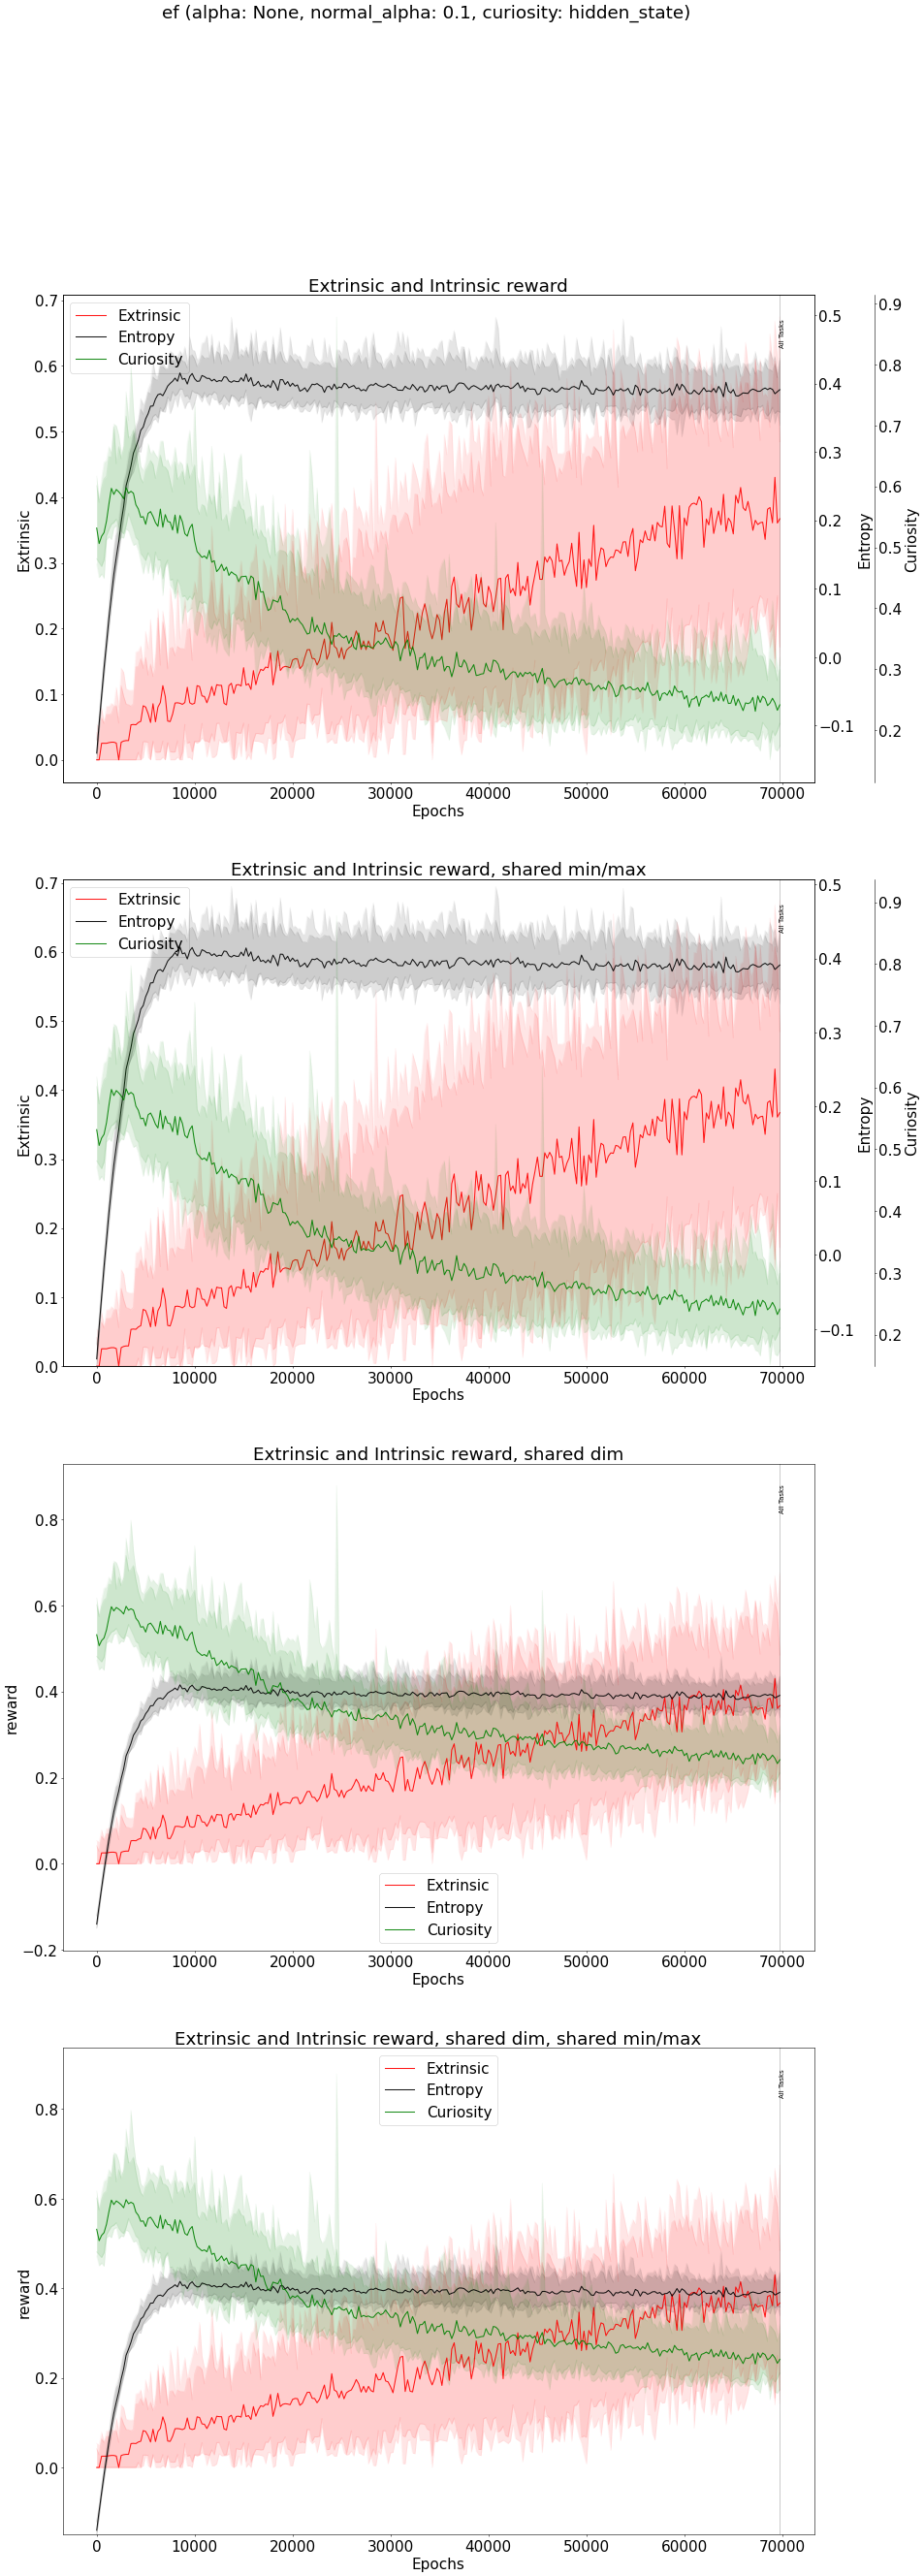 ef (alpha: None, normal_alpha: 0.1, curiosity: hidden_state)
Extrinsic and Intrinsic reward
Extrinsic
Entropy
Curiosity
All Tasks
0.7
0.6
0.5
0.4
0.3
0.2
0.1
0.0
Extrinsic
0.5
0.4
0.3
0.2
0.1
0.0
−0.1
Entropy
0.9
0.8
0.7
0.6
0.5
0.4
0.3
0.2
Curiosity
0 10000 20000 30000 40000 50000 60000 70000
Epochs
Extrinsic and Intrinsic reward, shared min/max
Extrinsic
Entropy
Curiosity
All Tasks
0.7
0.6
0.5
0.4
0.3
0.2
0.1
0.0
Extrinsic
0.5
0.4
0.3
0.2
0.1
0.0
−0.1
Entropy
0.9
0.8
0.7
0.6
0.5
0.4
0.3
0.2
Curiosity
0 10000 20000 30000 40000 50000 60000 70000
Epochs
Extrinsic and Intrinsic reward, shared dim
All Tasks
0.8
0.6
0.4
0.2
0.0
−0.2
reward
Extrinsic
Entropy
Curiosity
0 10000 20000 30000 40000 50000 60000 70000
Epochs
Extrinsic and Intrinsic reward, shared dim, shared min/max
Extrinsic
Entropy
Curiosity
All Tasks
0.8
0.6
0.4
0.2
0.0
reward
0 10000 20000 30000 40000 50000 60000 70000
Epochs